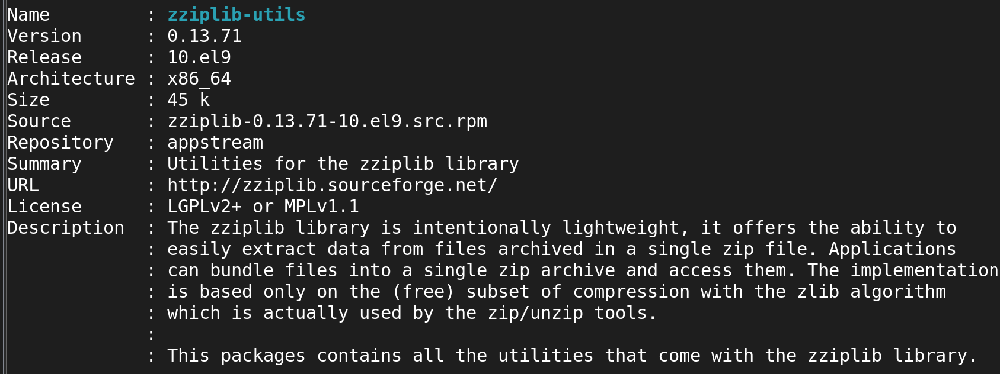 Name         : zziplib-utils
Version      : 0.13.71
Release      : 10.el9
Architecture : x86_64
Size         : 45 k
Source       : zziplib-0.13.71-10.el9.src.rpm
Repository   : appstream
Summary      : Utilities for the zziplib library
URL          : http://zziplib.sourceforge.net/
License      : LGPLv2+ or MPLv1.1
Description  : The zziplib library is intentionally lightweight, it offers the ability to
             : easily extract data from files archived in a single zip file. Applications
             : can bundle files into a single zip archive and access them. The implementation
             : is based only on the (free) subset of compression with the zlib algorithm
             : which is actually used by the zip/unzip tools.
             :
             : This packages contains all the utilities that come with the zziplib library.